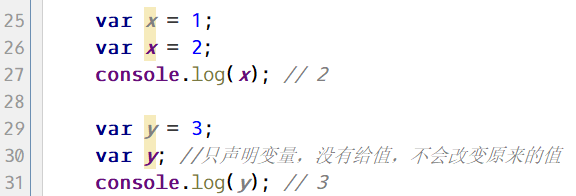 25 var x = 1;
26 var x = 2;
27 console.log(x); // 2
28
29 var y = 3;
30 var y; //只声明变量，没有给值，不会改变原来的值
31 console.log(y); // 3